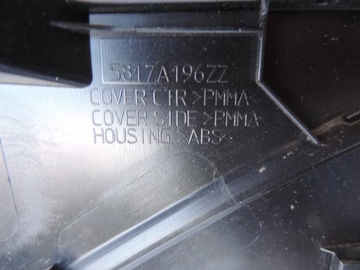 5817A196ZZ
COVER CTR >PMMA<
COVER SIDE >PMMA<
HOUSING >ABS<